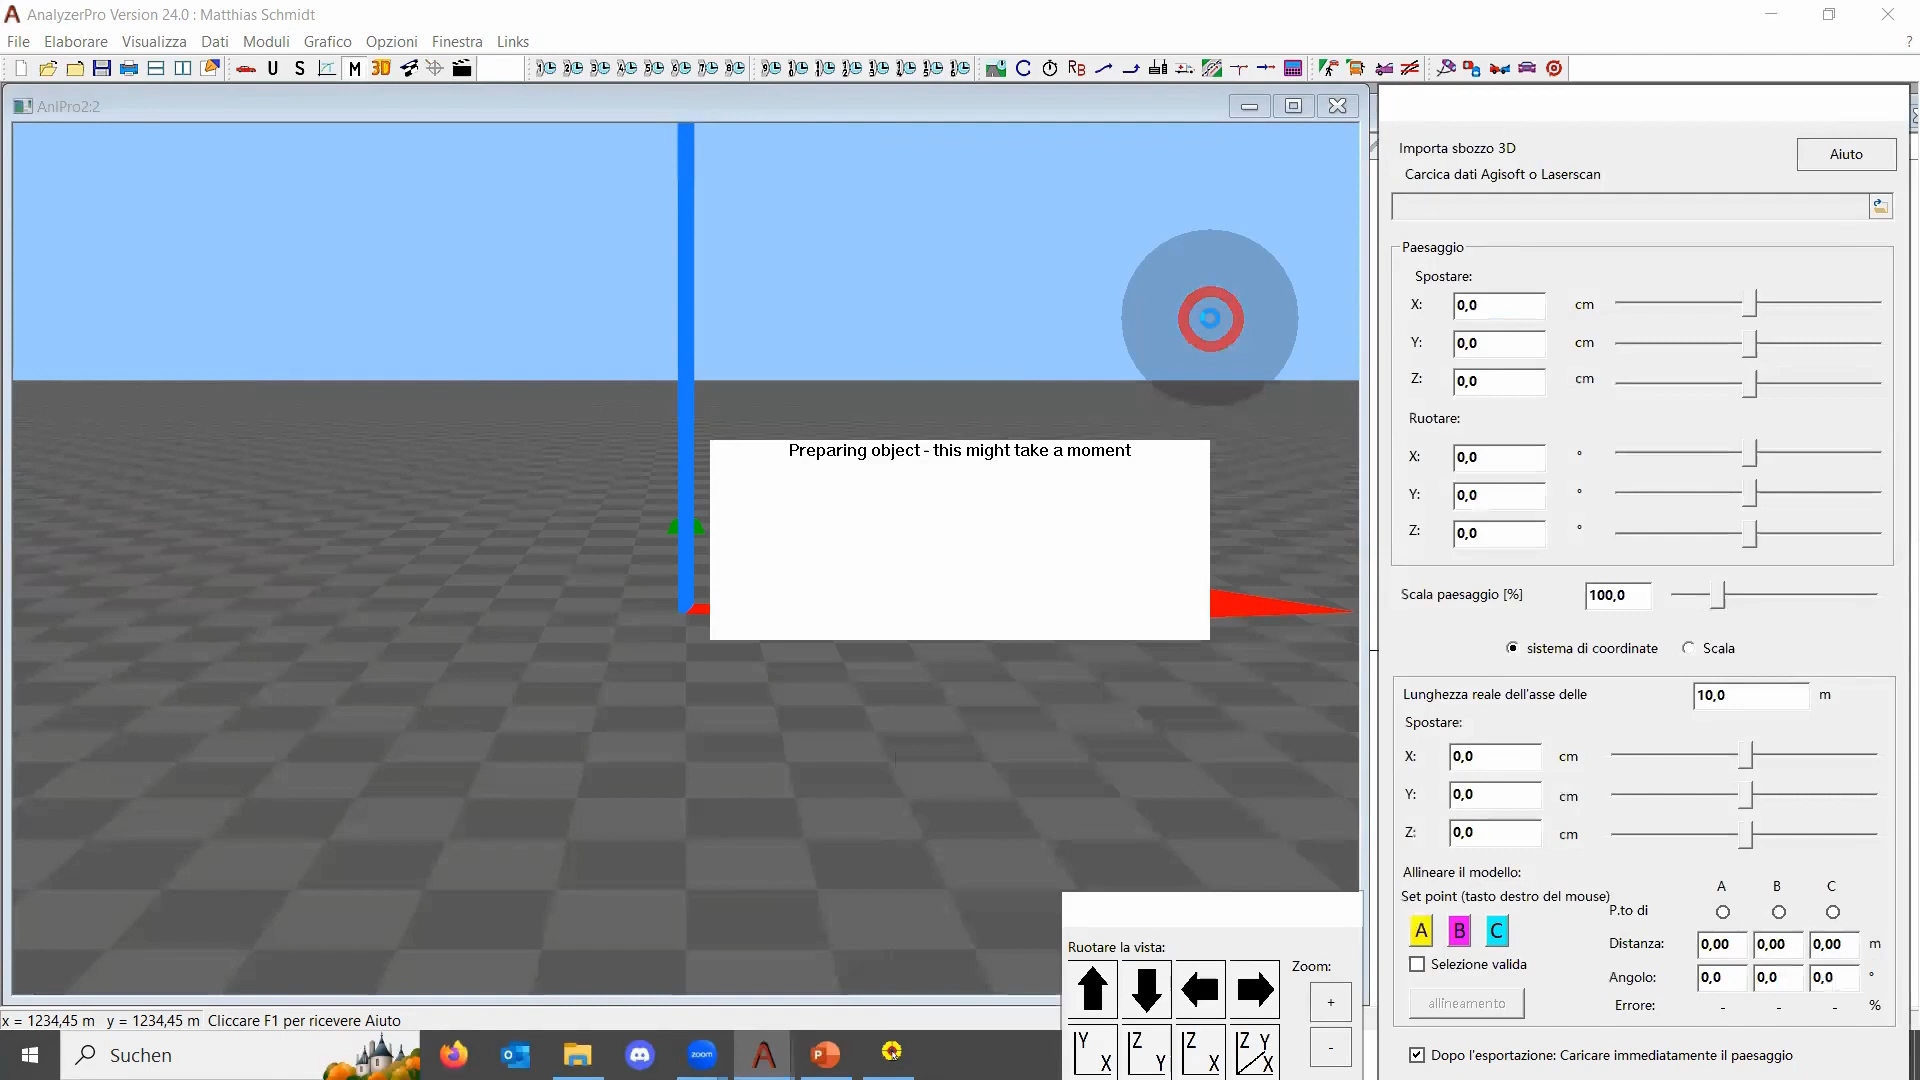 AnalyzerPro Version 24.0 : Matthias Schmidt
File Elaborare Visualizza Dati Moduli Grafico Opzioni Finestra Links ?
U S M 3D RB
AnlPro2:2
Importa sbozzo 3D
Aiuto
Carcica dati Agisoft o Laserscan
Paesaggio
Spostare:
X: 0,0 cm
Y: 0,0 cm
Z: 0,0 cm
Ruotare:
X: 0,0 °
Y: 0,0 °
Z: 0,0 °
Preparing object - this might take a moment
Scala paesaggio [%] 100,0
sistema di coordinate Scala
Lunghezza reale dell'asse delle 10,0 m
Spostare:
X: 0,0 cm
Y: 0,0 cm
Z: 0,0 cm
Allineare il modello:
A B C
Set point (tasto destro del mouse)
P.to di
A B C
Distanza: 0,00 0,00 0,00 m
Selezione valida
Angolo: 0,0 0,0 0,0 °
allineamento
Errore: - - - %
Dopo l'esportazione: Caricare immediatamente il paesaggio
Ruotare la vista:
Zoom:
+
-
Y X
Z Y
Z X
Z Y X
x = 1234,45 m y = 1234,45 m Cliccare F1 per ricevere Aiuto
Suchen
zoom